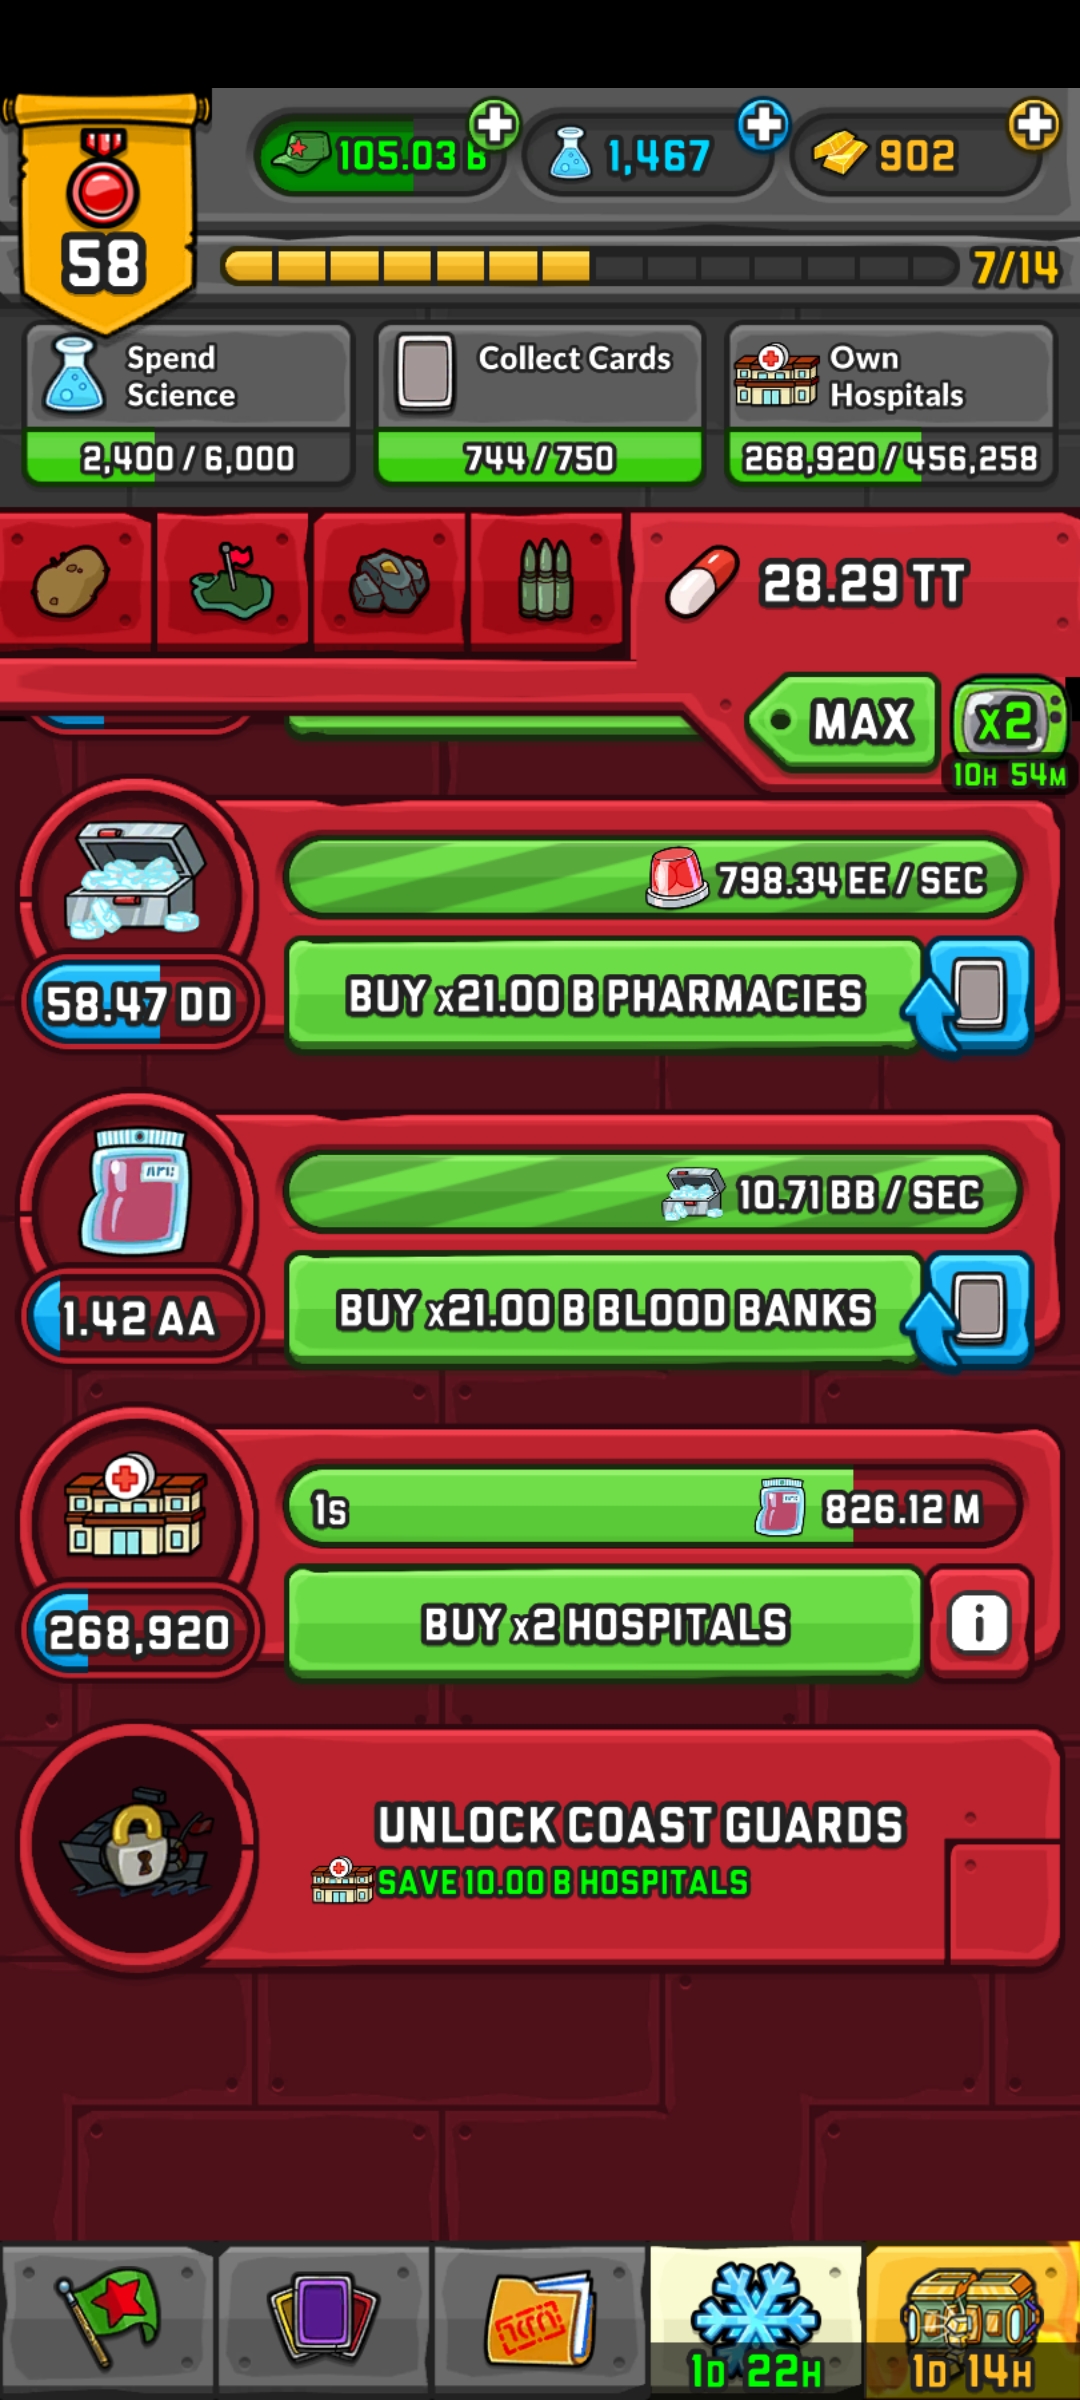 105.03 B
1,467
902
58
7/14
Spend
Science
2,400 / 6,000
Collect Cards
744 / 750
Own
Hospitals
268,920 / 456,258
28.29 TT
MAX
x2
10H 54M
798.34 EE / SEC
58.47 DD
BUY x21.00 B PHARMACIES
10.71 BB / SEC
1.42 AA
BUY x21.00 B BLOOD BANKS
1s
826.12 M
268,920
BUY x2 HOSPITALS
i
UNLOCK COAST GUARDS
SAVE 10.00 B HOSPITALS
1D 22H
1D 14H